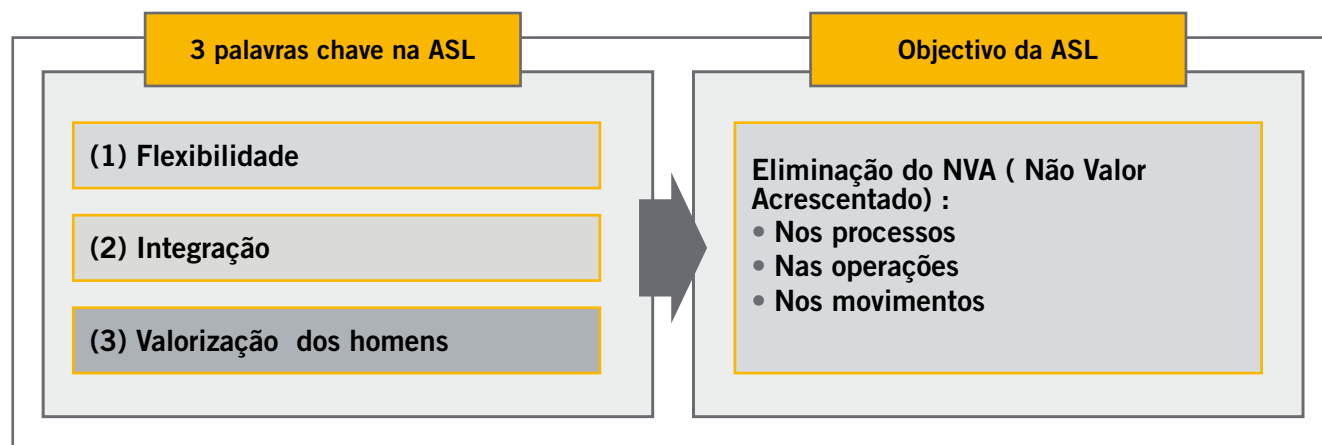 3 palavras chave na ASL
(1) Flexibilidade
(2) Integração
(3) Valorização dos homens
Objectivo da ASL
Eliminação do NVA ( Não Valor
Acrescentado) :
• Nos processos
• Nas operações
• Nos movimentos